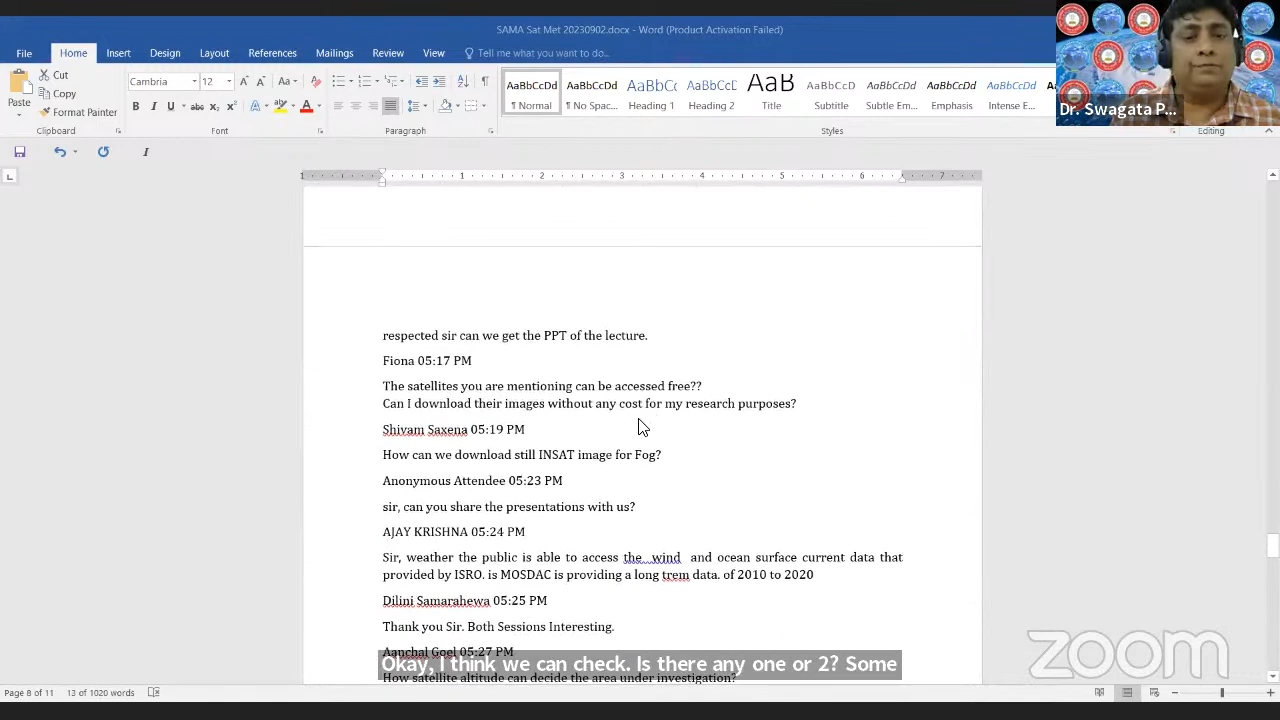 SAMA Sat Met 20230902.docx - Word (Product Activation Failed)
File Home Insert Draw Design Layout References Mailings Review View Tell me what you want to do...
Dr. Swagata P...
Paste
Cut
Copy
Format Painter
Clipboard
Cambria 12
Font
Paragraph
AaBbCcDd AaBbCcDd AaBbCc AaBbCcE AaB AaBbCcDd AaBbCcDd AaBbCcDd AaBbCcDd
¶ Normal ¶ No Spac... Heading 1 Heading 2 Title Subtitle Subtle Em... Emphasis Intense E...
Styles
Editing
1 1 2 3 4 5 6 7
respected sir can we get the PPT of the lecture.
Fiona 05:17 PM
The satellites you are mentioning can be accessed free??
Can I download their images without any cost for my research purposes?
Shivam Saxena 05:19 PM
How can we download still INSAT image for Fog?
Anonymous Attendee 05:23 PM
sir, can you share the presentations with us?
AJAY KRISHNA 05:24 PM
Sir, weather the public is able to access the wind and ocean surface current data that
provided by ISRO. is MOSDAC is providing a long trem data. of 2010 to 2020
Dilini Samarahewa 05:25 PM
Thank you Sir. Both Sessions Interesting.
Aanchal Goel 05:27 PM
Okay, I think we can check. Is there any one or 2? Some
How satellite altitude can decide the area under investigation?
zoom
Page 8 of 11 13 of 1020 words